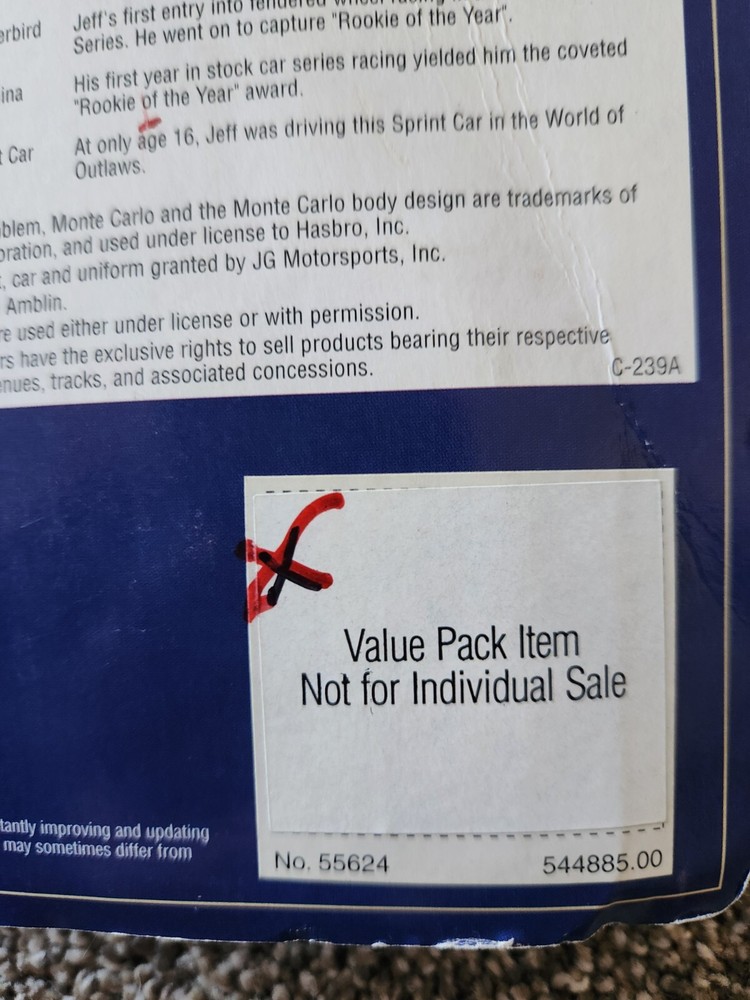 Jeff's first entry into fendered wheel racing
erbird
Series. He went on to capture "Rookie of the Year".
His first year in stock car series racing yielded him the coveted
ina
"Rookie of the Year" award.
At only age 16, Jeff was driving this Sprint Car in the World of
t Car
Outlaws.
blem, Monte Carlo and the Monte Carlo body design are trademarks of
oration, and used under license to Hasbro, Inc.
, car and uniform granted by JG Motorsports, Inc.
Amblin.
re used either under license or with permission.
rs have the exclusive rights to sell products bearing their respective
enues, tracks, and associated concessions.
C-239A
X
Value Pack Item
Not for Individual Sale
tantly improving and updating
may sometimes differ from
No. 55624 544885.00